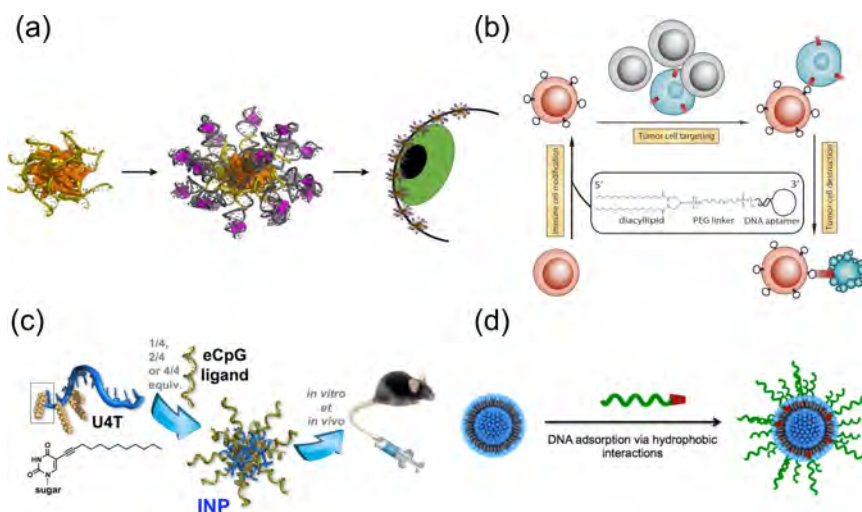 (a)
(b)
Tumor cell targeting
Immune cell modification
Tumor cell destruction
5’
3’
diacyllipid
PEG linker
DNA aptamer
(c)
1/4,
2/4
or 4/4
equiv.
eCpG
ligand
U4T
in vitro
et
in vivo
O
HN
O
N
sugar
INP
(d)
DNA adsorption via hydrophobic
interactions